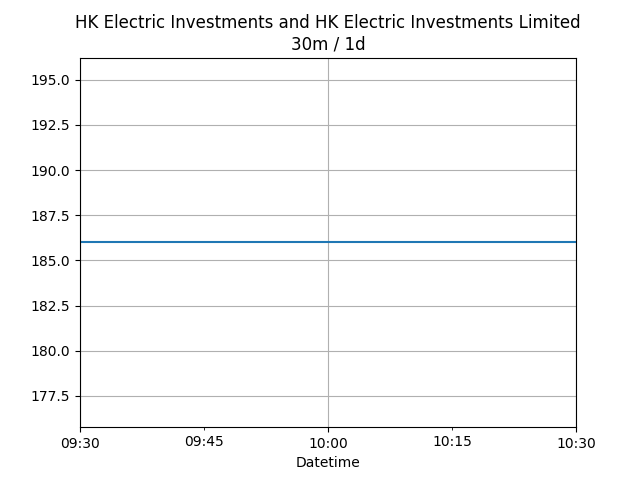 HK Electric Investments and HK Electric Investments Limited
30m / 1d
195.0
192.5
190.0
187.5
185.0
182.5
180.0
177.5
09:30 09:45 10:00 10:15 10:30
Datetime